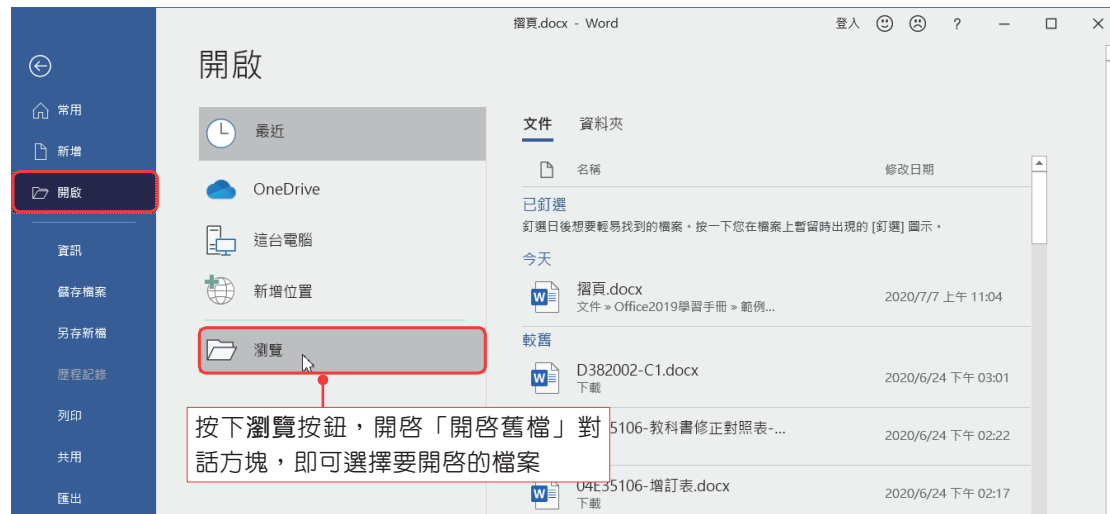 摺頁.docx - Word
登入
?
開啟
常用
新增
開啟
資訊
儲存檔案
另存新檔
歷程記錄
列印
共用
匯出
最近
OneDrive
這台電腦
新增位置
瀏覽
按下瀏覽按鈕,開啓「開啓舊檔」對
話方塊,即可選擇要開啓的檔案
文件 資料夾
名稱 修改日期
已釘選
釘選日後想要輕易找到的檔案。按一下您在檔案上暫留時出現的 [釘選] 圖示。
今天
摺頁.docx
文件 » Office2019學習手冊 » 範例...
2020/7/7 上午 11:04
較舊
D382002-C1.docx
下載
2020/6/24 下午 03:01
5106-教科書修正對照表-...
2020/6/24 下午 02:22
04E35106-增訂表.docx
下載
2020/6/24 下午 02:17